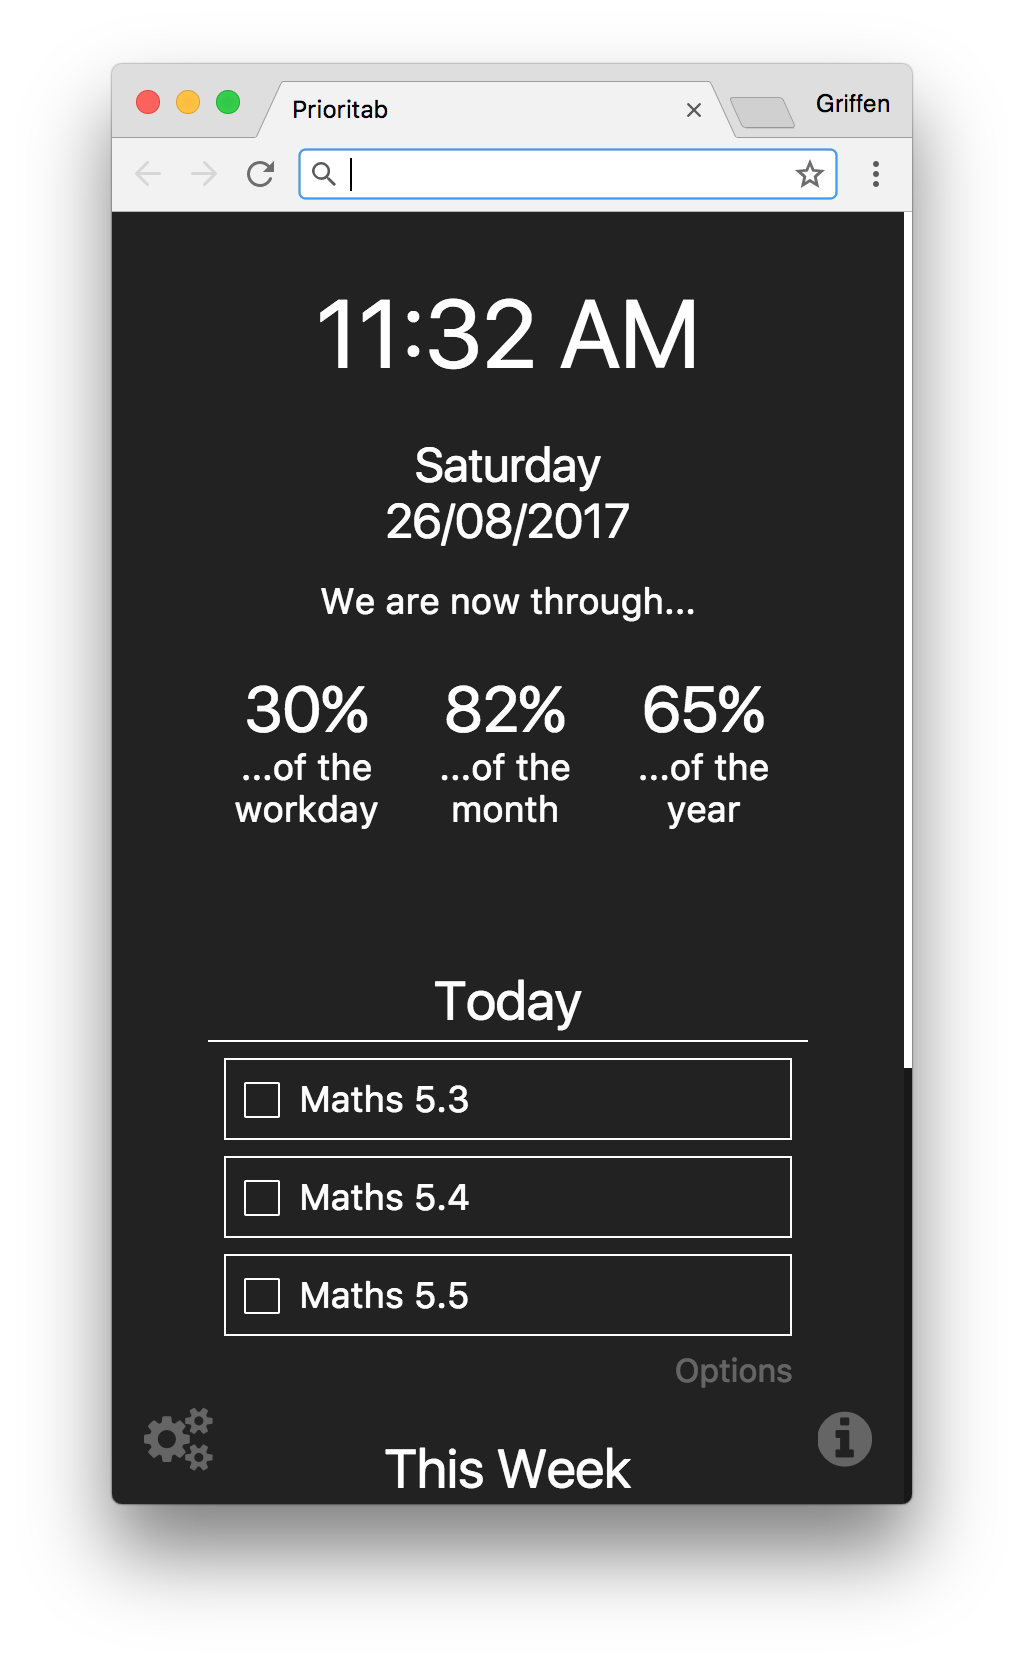 Prioritab
Griffen
11:32 AM
Saturday
26/08/2017
We are now through...
30%
...of the
workday
82%
...of the
month
65%
...of the
year
Today
Maths 5.3
Maths 5.4
Maths 5.5
Options
This Week